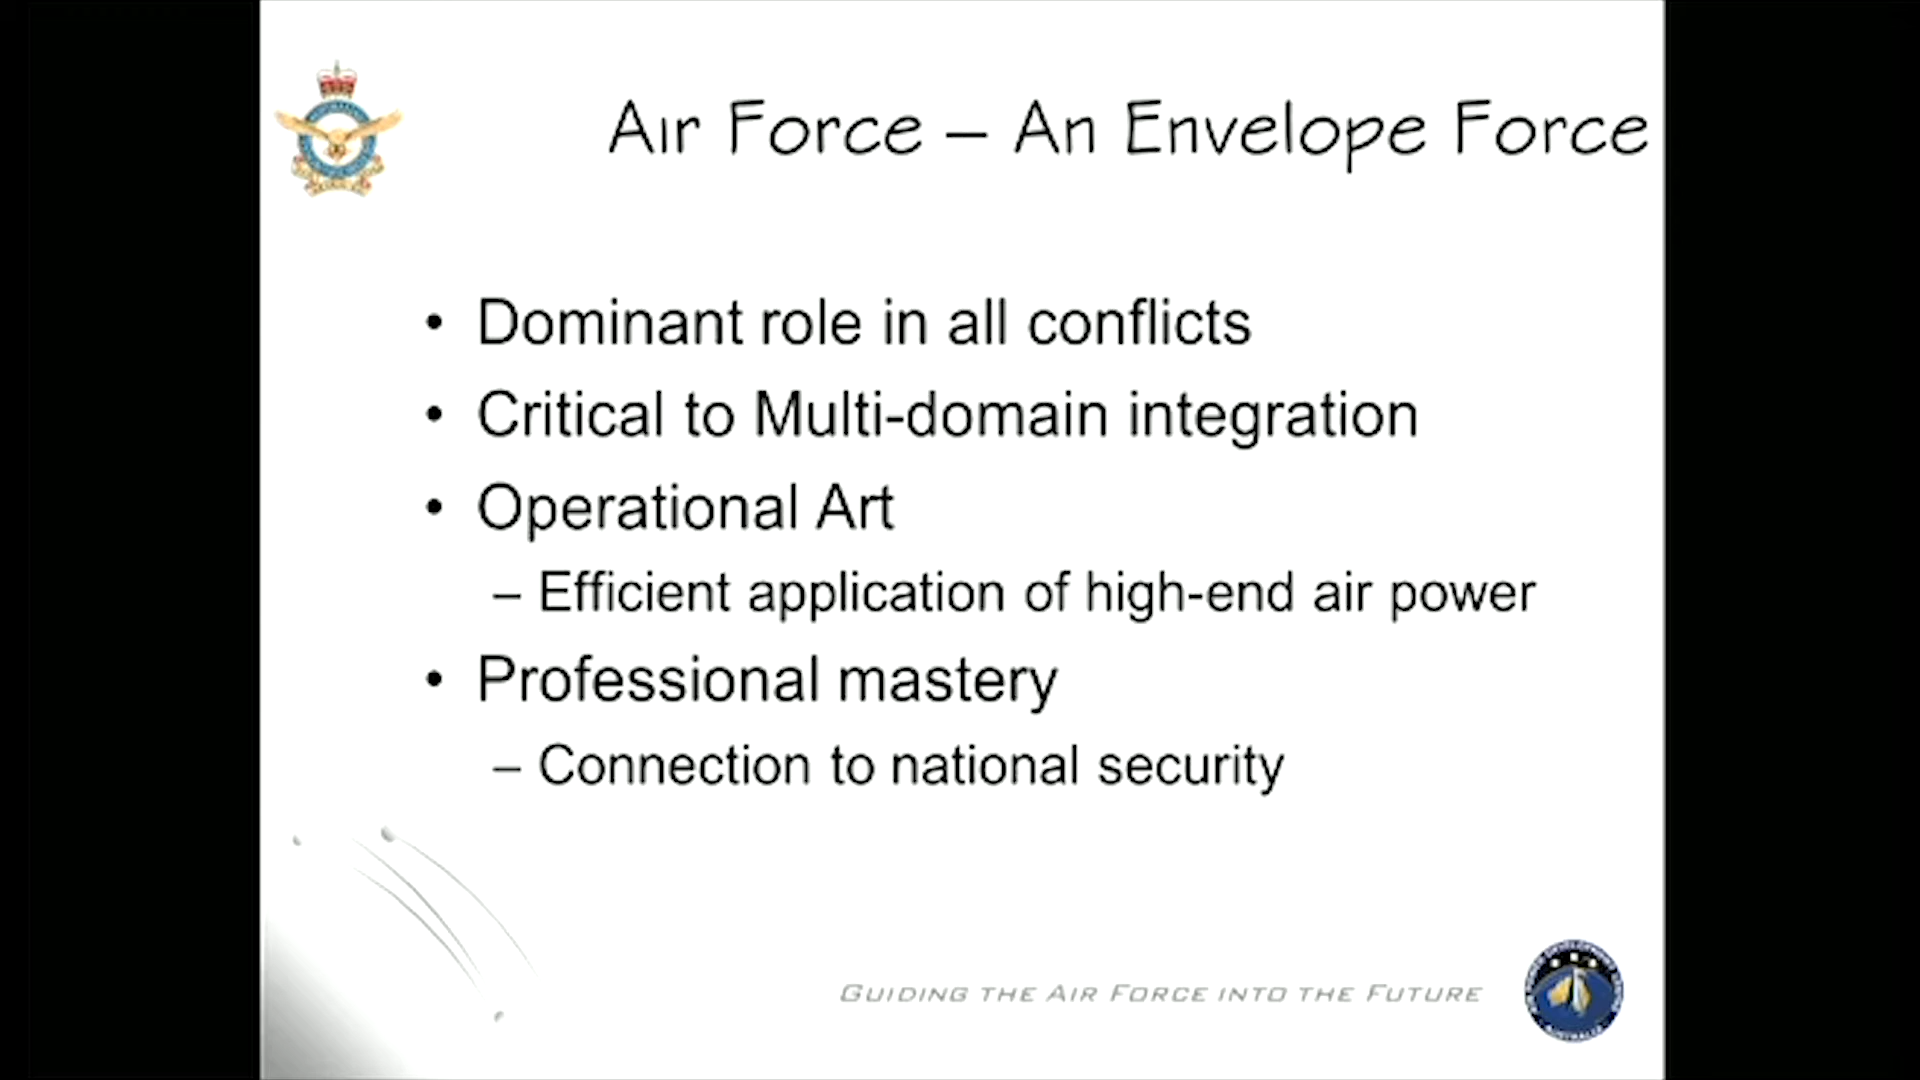 Air Force – An Envelope Force
• Dominant role in all conflicts
• Critical to Multi-domain integration
• Operational Art
– Efficient application of high-end air power
• Professional mastery
– Connection to national security
GUIDING THE AIR FORCE INTO THE FUTURE
AUSTRALIA